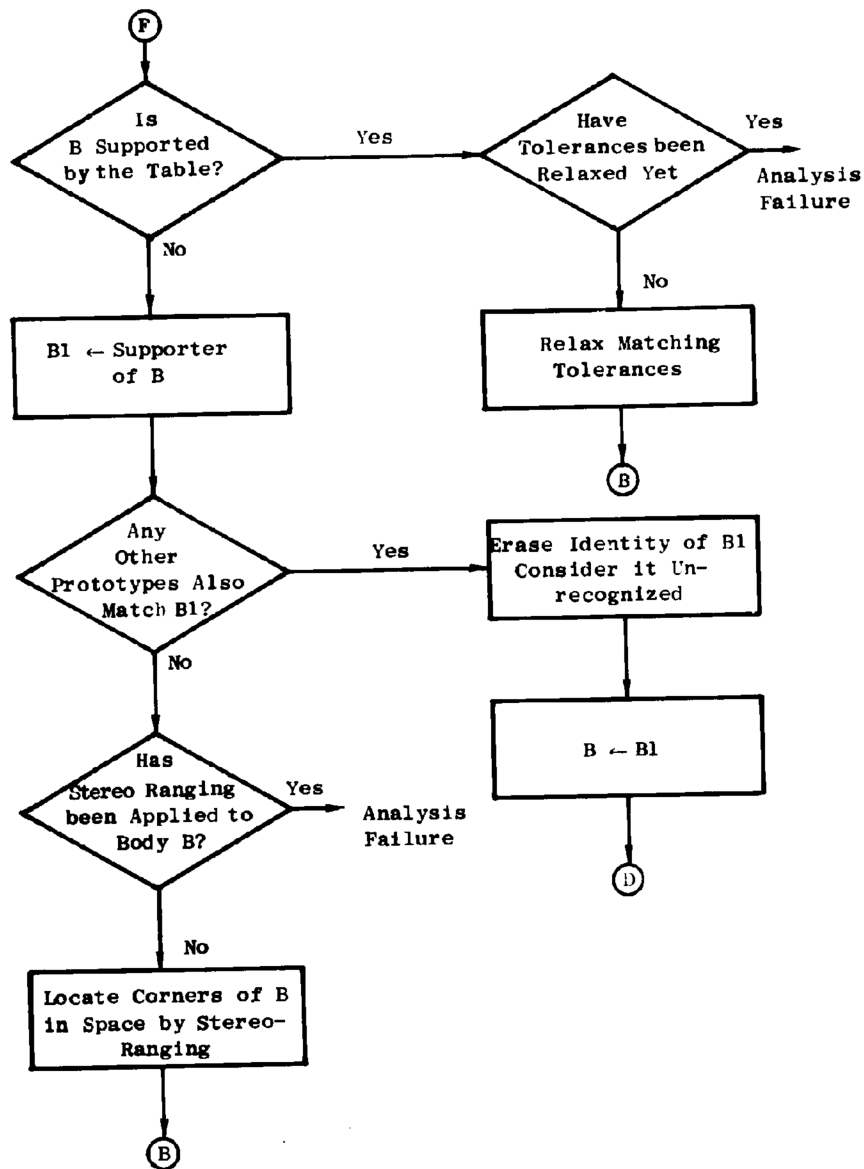 F
Is
B Supported
by the Table?
Yes
Have
Tolerances been
Relaxed Yet
Yes
Analysis
Failure
No
No
B1 ← Supporter
of B
Relax Matching
Tolerances
B
Any
Other
Prototypes Also
Match B1?
Yes
Erase Identity of B1
Consider it Un-
recognized
No
B ← B1
D
Has
Stereo Ranging
been Applied to
Body B?
Yes
Analysis
Failure
No
Locate Corners of B
in Space by Stereo-
Ranging
B